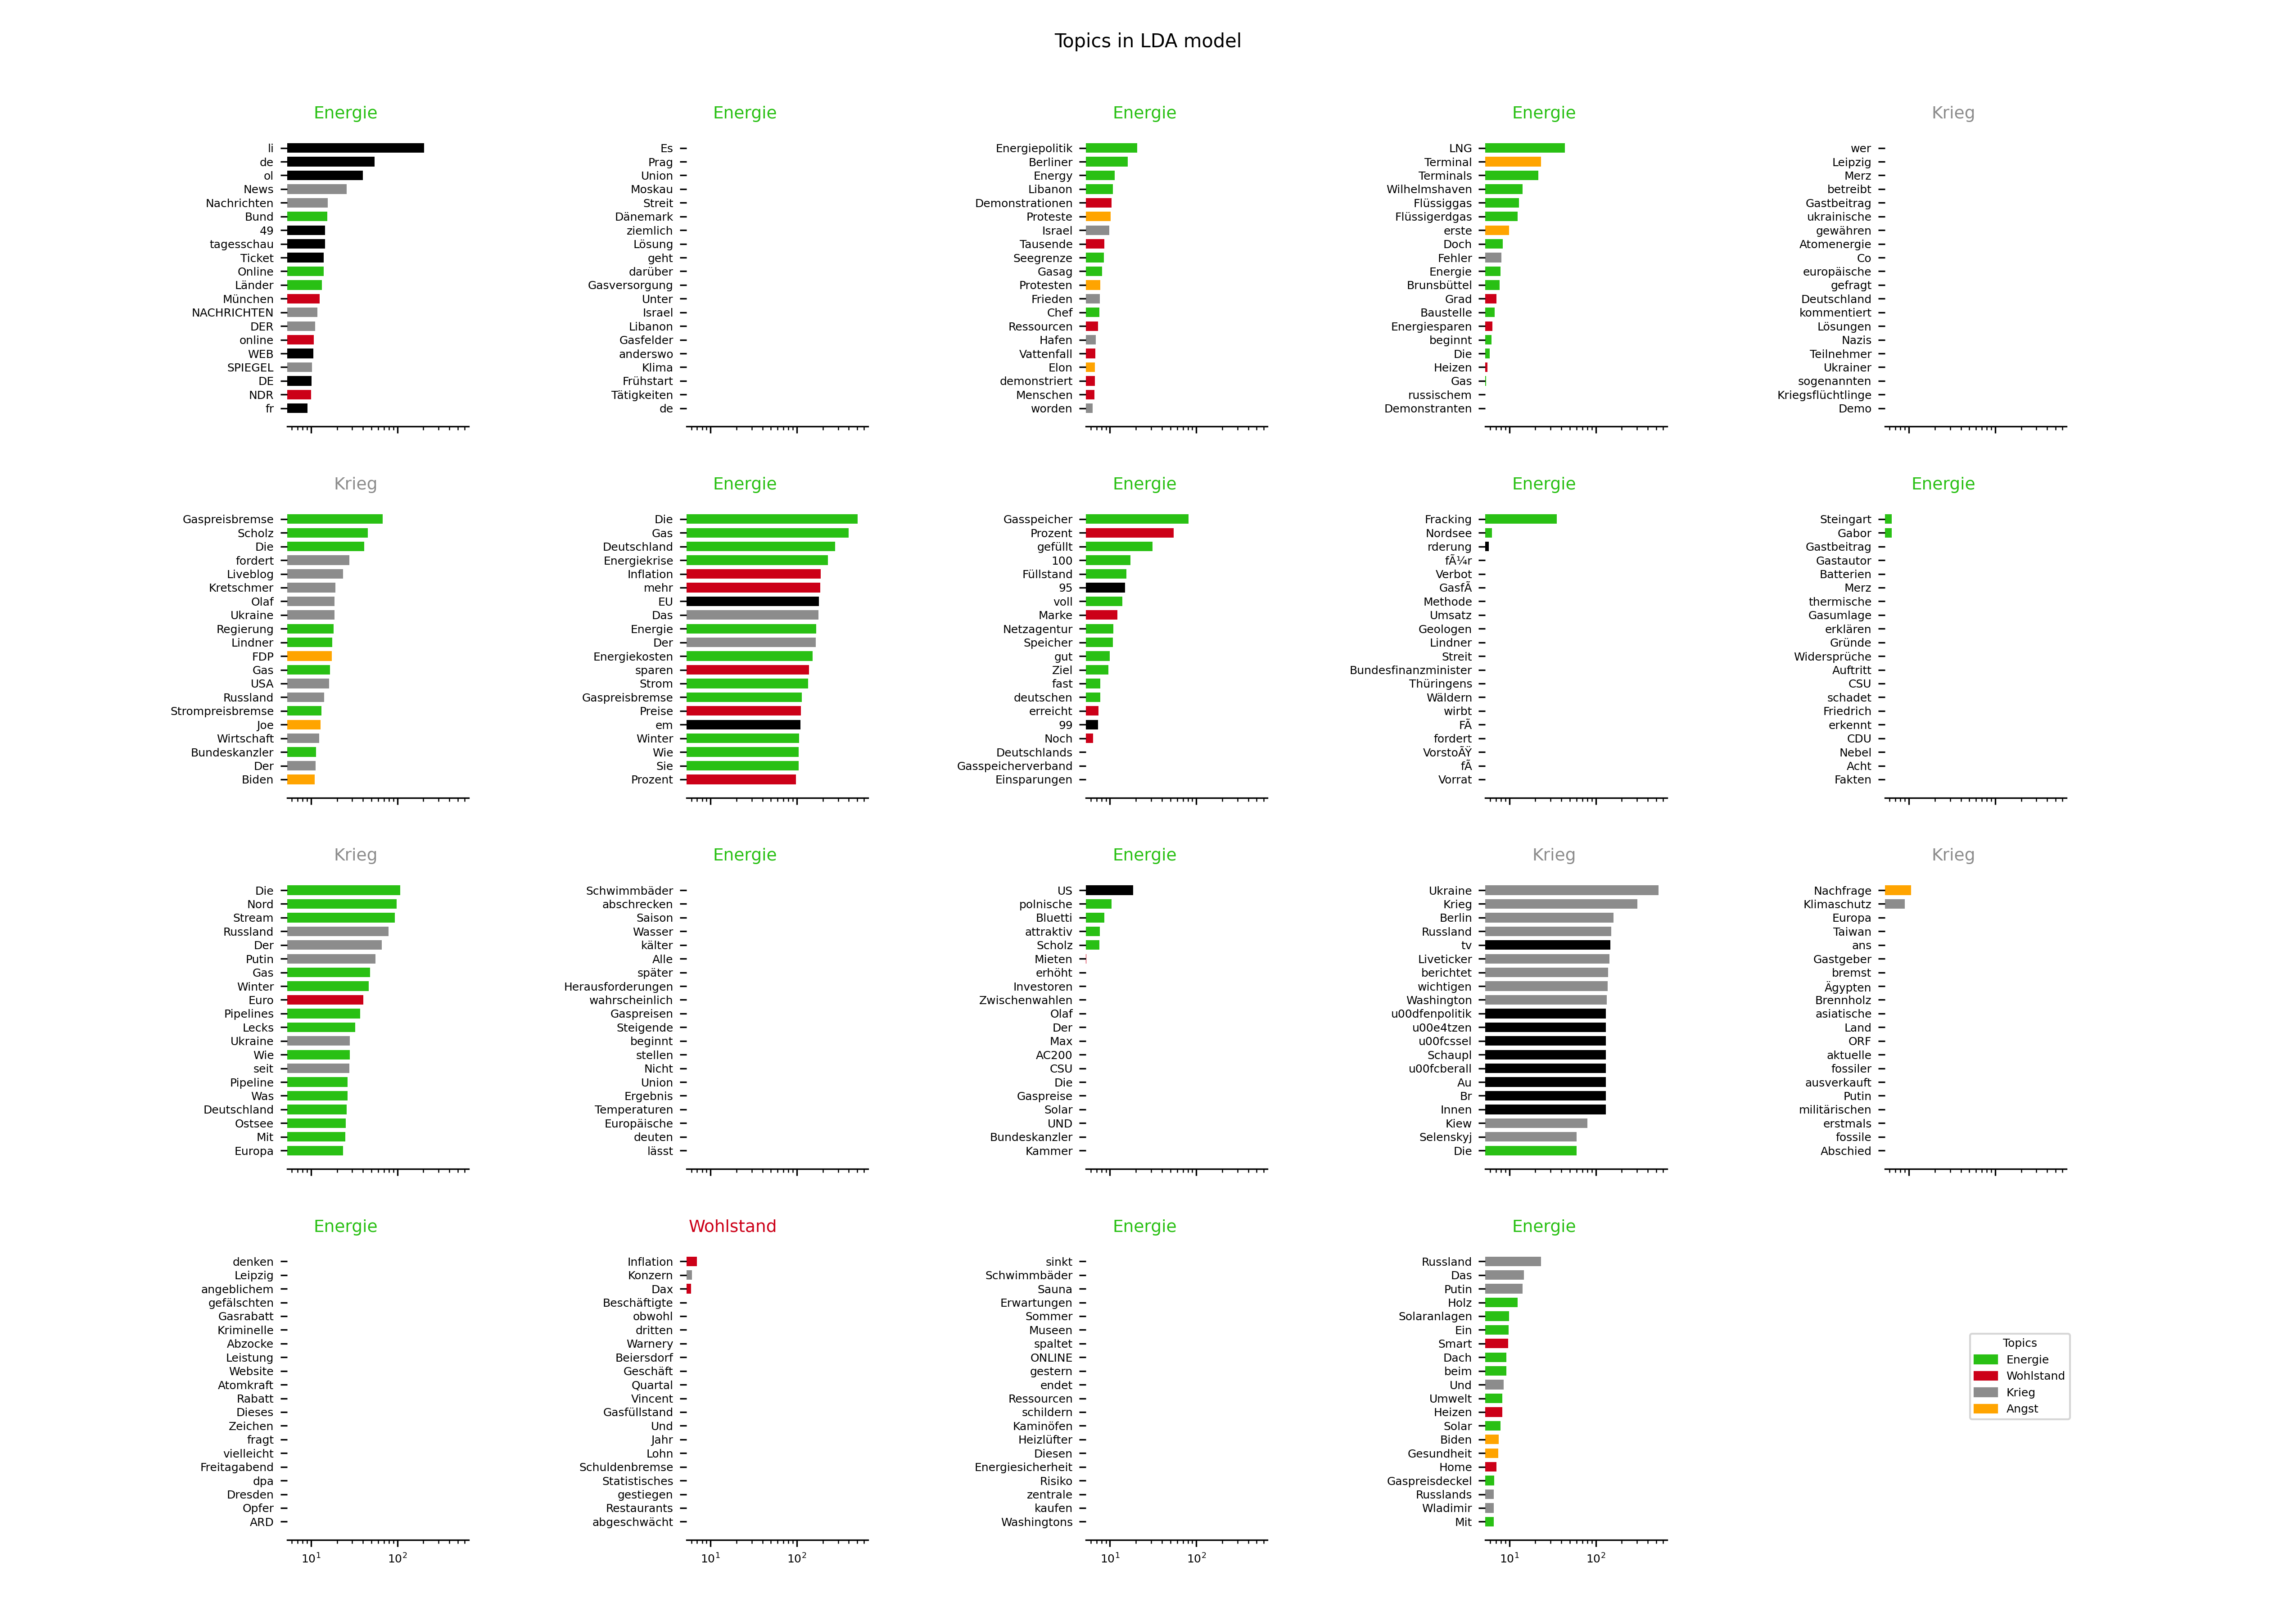 Topics in LDA model
Energie
li
de
ol
News
Nachrichten
Bund
49
tagesschau
Ticket
Online
Länder
München
NACHRICHTEN
DER
online
WEB
SPIEGEL
DE
NDR
fr
Energie
Es
Prag
Union
Moskau
Streit
Dänemark
ziemlich
Lösung
geht
darüber
Gasversorgung
Unter
Israel
Libanon
Gasfelder
anderswo
Klima
Frühstart
Tätigkeiten
de
Energie
Energiepolitik
Berliner
Energy
Libanon
Demonstrationen
Proteste
Israel
Tausende
Seegrenze
Gasag
Protesten
Frieden
Chef
Ressourcen
Hafen
Vattenfall
Elon
demonstriert
Menschen
worden
Energie
LNG
Terminal
Terminals
Wilhelmshaven
Flüssiggas
Flüssigerdgas
erste
Doch
Fehler
Energie
Brunsbüttel
Grad
Baustelle
Energiesparen
beginnt
Die
Heizen
Gas
russischem
Demonstranten
Krieg
wer
Leipzig
Merz
betreibt
Gastbeitrag
ukrainische
gewähren
Atomenergie
Co
europäische
gefragt
Deutschland
kommentiert
Lösungen
Nazis
Teilnehmer
Ukrainer
sogenannten
Kriegsflüchtlinge
Demo
Krieg
Gaspreisbremse
Scholz
Die
fordert
Liveblog
Kretschmer
Olaf
Ukraine
Regierung
Lindner
FDP
Gas
USA
Russland
Strompreisbremse
Joe
Wirtschaft
Bundeskanzler
Der
Biden
Energie
Die
Gas
Deutschland
Energiekrise
Inflation
mehr
EU
Das
Energie
Der
Energiekosten
sparen
Strom
Gaspreisbremse
Preise
em
Winter
Wie
Sie
Prozent
Energie
Gasspeicher
Prozent
gefüllt
100
Füllstand
95
voll
Marke
Netzagentur
Speicher
gut
Ziel
fast
deutschen
erreicht
99
Noch
Deutschlands
Gasspeicherverband
Einsparungen
Energie
Fracking
Nordsee
rderung
fÃ¼r
Verbot
GasfÃ
Methode
Umsatz
Geologen
Lindner
Streit
Bundesfinanzminister
Thüringens
Wäldern
wirbt
FÃ
fordert
VorstoÃŸ
fÃ
Vorrat
Energie
Steingart
Gabor
Gastbeitrag
Gastautor
Batterien
Merz
thermische
Gasumlage
erklären
Gründe
Widersprüche
Auftritt
CSU
schadet
Friedrich
erkennt
CDU
Nebel
Acht
Fakten
Krieg
Die
Nord
Stream
Russland
Der
Putin
Gas
Winter
Euro
Pipelines
Lecks
Ukraine
Wie
seit
Pipeline
Was
Deutschland
Ostsee
Mit
Europa
Energie
Schwimmbäder
abschrecken
Saison
Wasser
kälter
Alle
später
Herausforderungen
wahrscheinlich
Gaspreisen
Steigende
beginnt
stellen
Nicht
Union
Ergebnis
Temperaturen
Europäische
deuten
lässt
Energie
US
polnische
Bluetti
attraktiv
Scholz
Mieten
erhöht
Investoren
Zwischenwahlen
Olaf
Der
Max
AC200
CSU
Die
Gaspreise
Solar
UND
Bundeskanzler
Kammer
Krieg
Ukraine
Krieg
Berlin
Russland
tv
Liveticker
berichtet
wichtigen
Washington
u00dfenpolitik
u00e4tzen
u00fcssel
Schaupl
u00fcberall
Au
Br
Innen
Kiew
Selenskyj
Die
Krieg
Nachfrage
Klimaschutz
Europa
Taiwan
ans
Gastgeber
bremst
Ägypten
Brennholz
asiatische
Land
ORF
aktuelle
fossiler
ausverkauft
Putin
militärischen
erstmals
fossile
Abschied
Energie
denken
Leipzig
angeblichem
gefälschten
Gasrabatt
Kriminelle
Abzocke
Leistung
Website
Atomkraft
Rabatt
Dieses
Zeichen
fragt
vielleicht
Freitagabend
dpa
Dresden
Opfer
ARD
10¹ 10²
Wohlstand
Inflation
Konzern
Dax
Beschäftigte
obwohl
dritten
Warnery
Beiersdorf
Geschäft
Quartal
Vincent
Gasfüllstand
Und
Jahr
Lohn
Schuldenbremse
Statistisches
gestiegen
Restaurants
abgeschwächt
10¹ 10²
Energie
sinkt
Schwimmbäder
Sauna
Erwartungen
Sommer
Museen
spaltet
ONLINE
gestern
endet
Ressourcen
schildern
Kaminöfen
Heizlüfter
Diesen
Energiesicherheit
Risiko
zentrale
kaufen
Washingtons
10¹ 10²
Energie
Russland
Das
Putin
Holz
Solaranlagen
Ein
Smart
Dach
beim
Und
Umwelt
Heizen
Solar
Biden
Gesundheit
Home
Gaspreisdeckel
Russlands
Wladimir
Mit
10¹ 10²
Topics
Energie
Wohlstand
Krieg
Angst